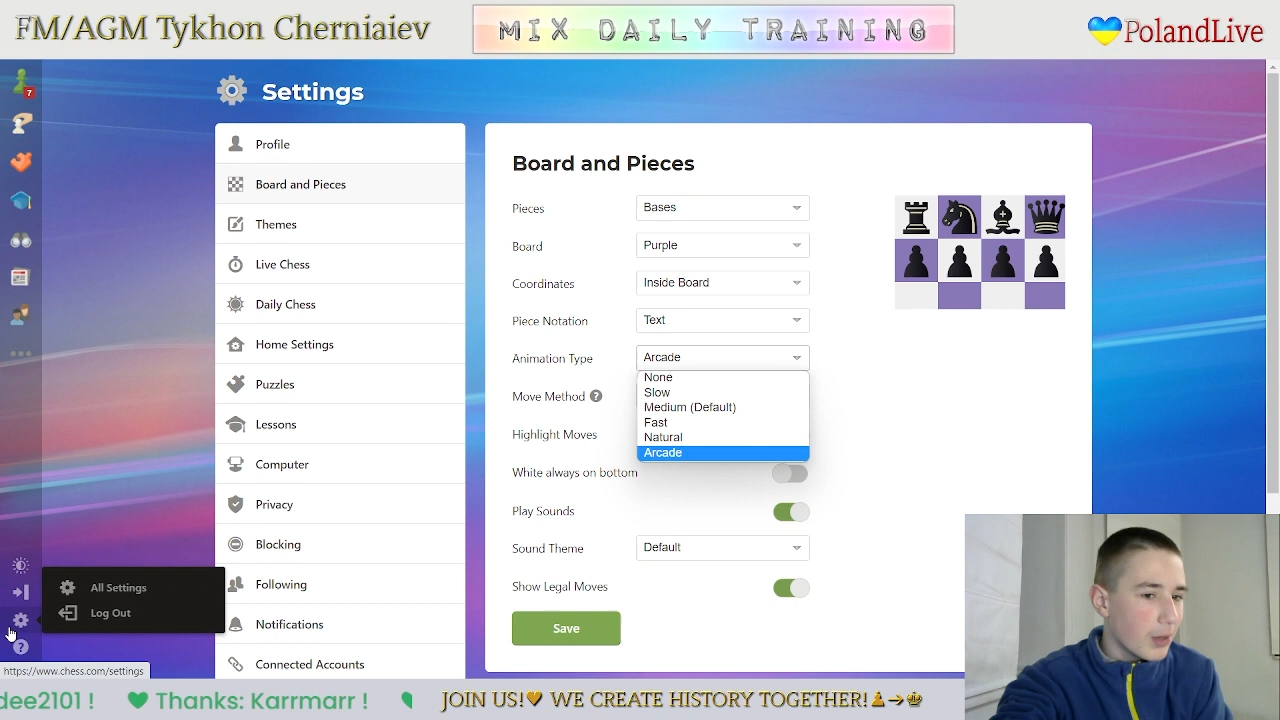 FM/AGM Tykhon Cherniaiev
MIX DAILY TRAINING
PolandLive
7
Settings
Profile
Board and Pieces
Themes
Live Chess
Daily Chess
Home Settings
Puzzles
Lessons
Computer
Privacy
Blocking
Following
Notifications
Connected Accounts
Board and Pieces
Pieces Bases
Board Purple
Coordinates Inside Board
Piece Notation Text
Animation Type Arcade
None
Slow
Medium (Default)
Fast
Natural
Arcade
Move Method ?
Highlight Moves
White always on bottom
Play Sounds
Sound Theme Default
Show Legal Moves
Save
All Settings
Log Out
?
https://www.chess.com/settings
dee2101 ! Thanks: Karrmarr !
JOIN US!🧡 WE CREATE HISTORY TOGETHER!♟→♚